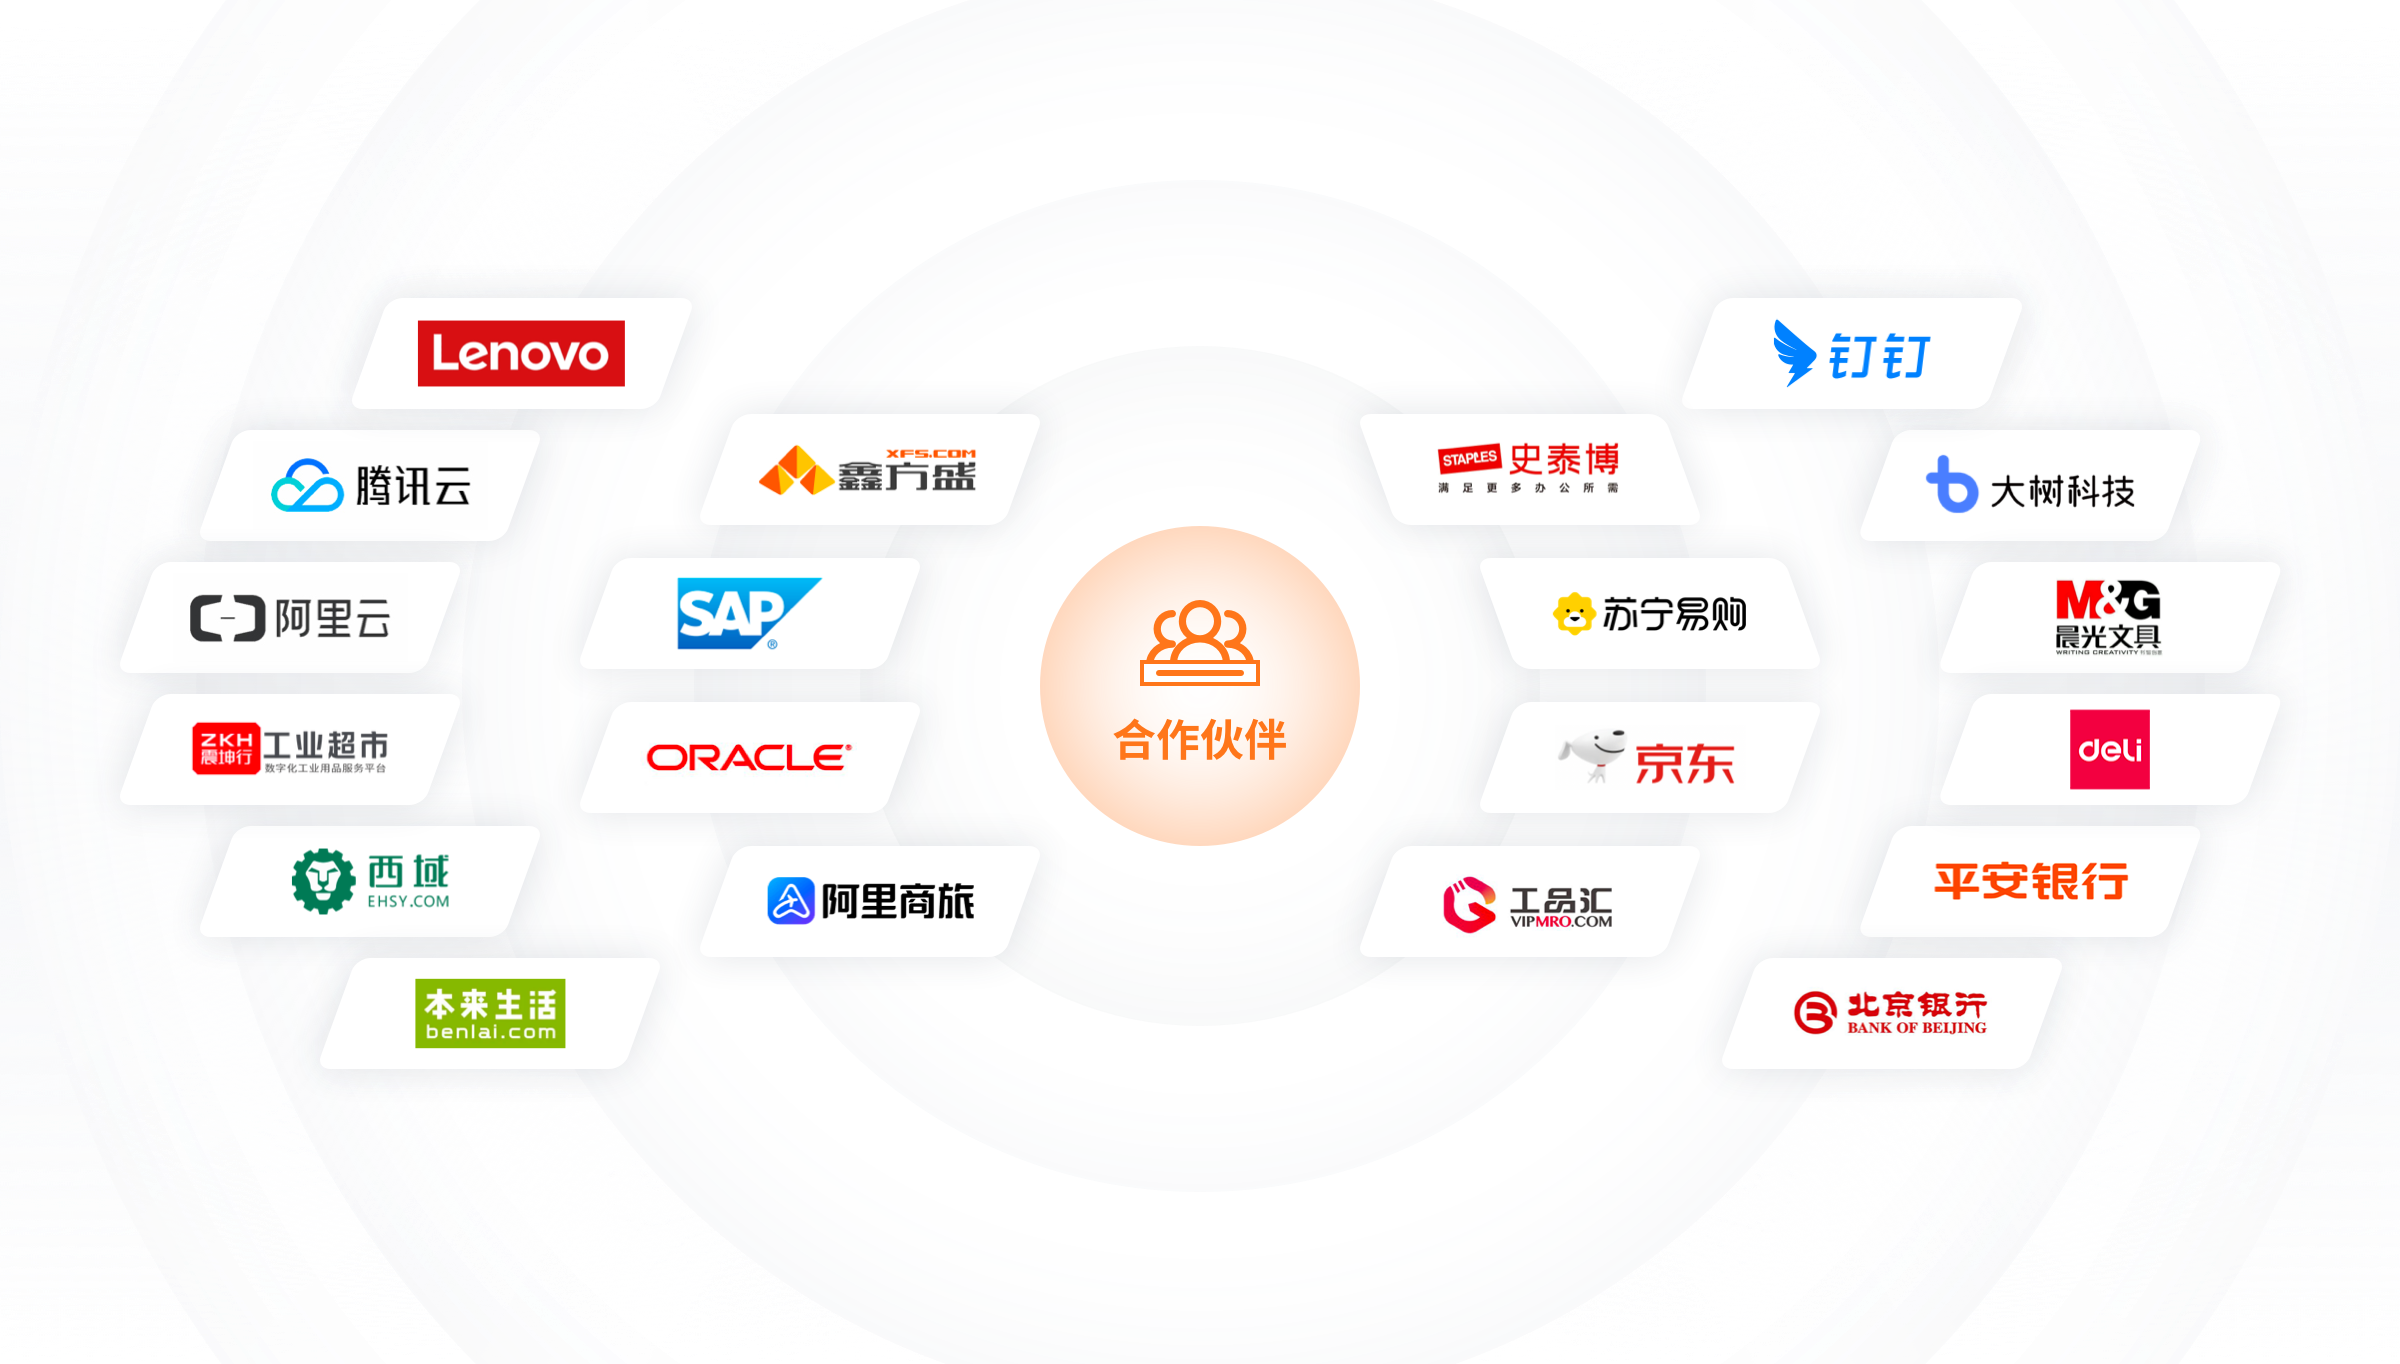 Lenovo
钉钉
XFS.COM
鑫方盛
STAPLES 史泰博
满足更多办公所需
腾讯云
大树科技
阿里云
SAP
®
苏宁易购
M&G
晨光文具
WRITING CREATIVITY
ZKH
震坤行
工业超市
数字化工业用品服务平台
ORACLE®
合作伙伴
京东
deli
西域
EHSY.COM
阿里商旅
工品汇
VIPMRO.COM
平安银行
本来生活
benlai.com
北京银行
BANK OF BEIJING